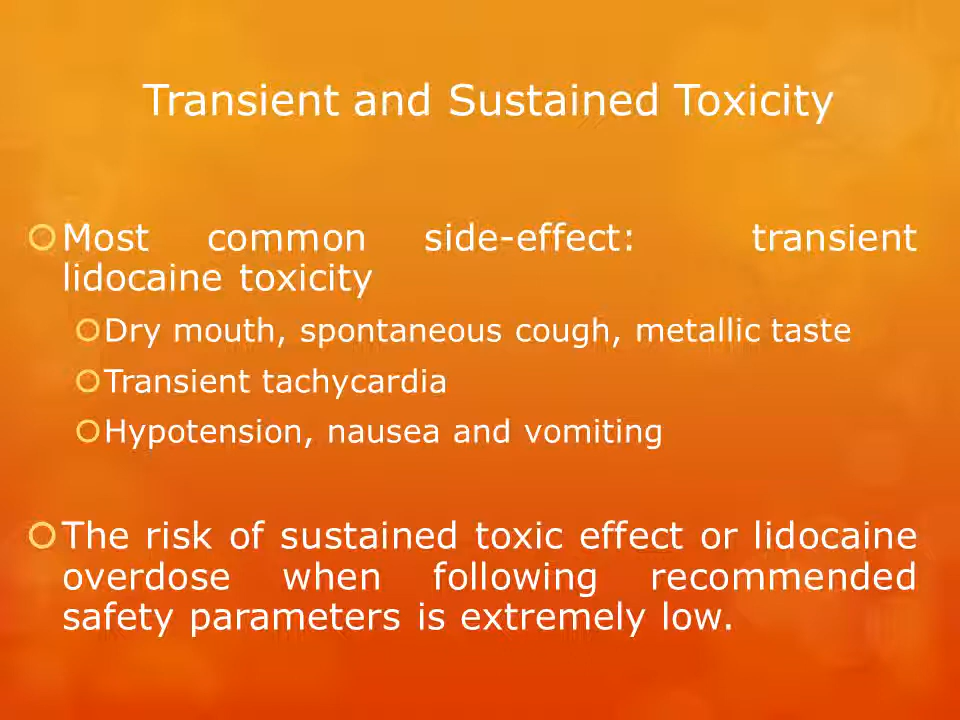 Transient and Sustained Toxicity
Most common side-effect: transient
lidocaine toxicity
Dry mouth, spontaneous cough, metallic taste
Transient tachycardia
Hypotension, nausea and vomiting
The risk of sustained toxic effect or lidocaine
overdose when following recommended
safety parameters is extremely low.